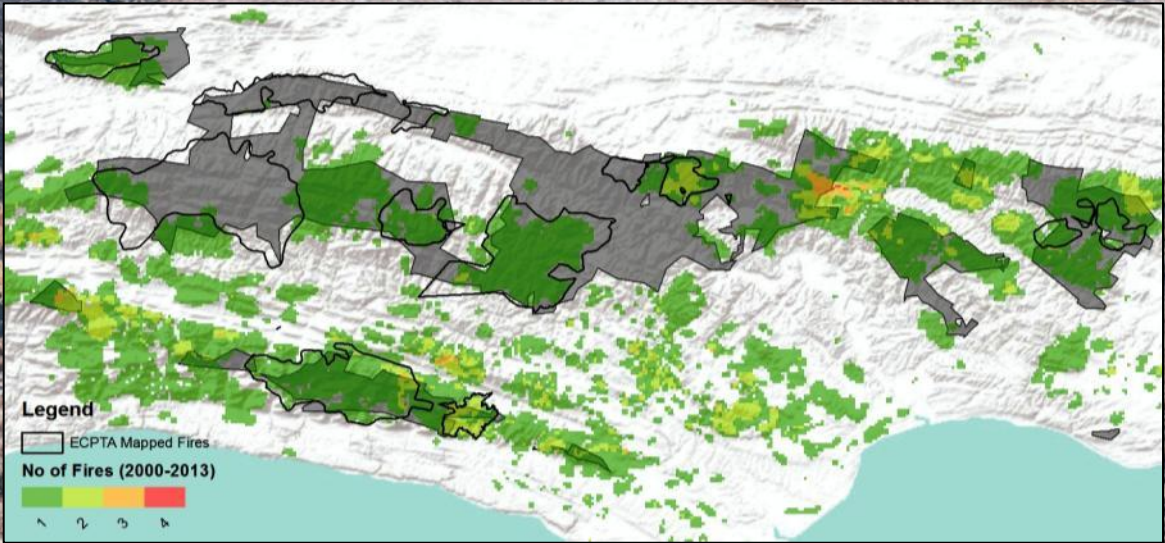 Legend
ECPTA Mapped Fires
No of Fires (2000-2013)
1 2 3 4